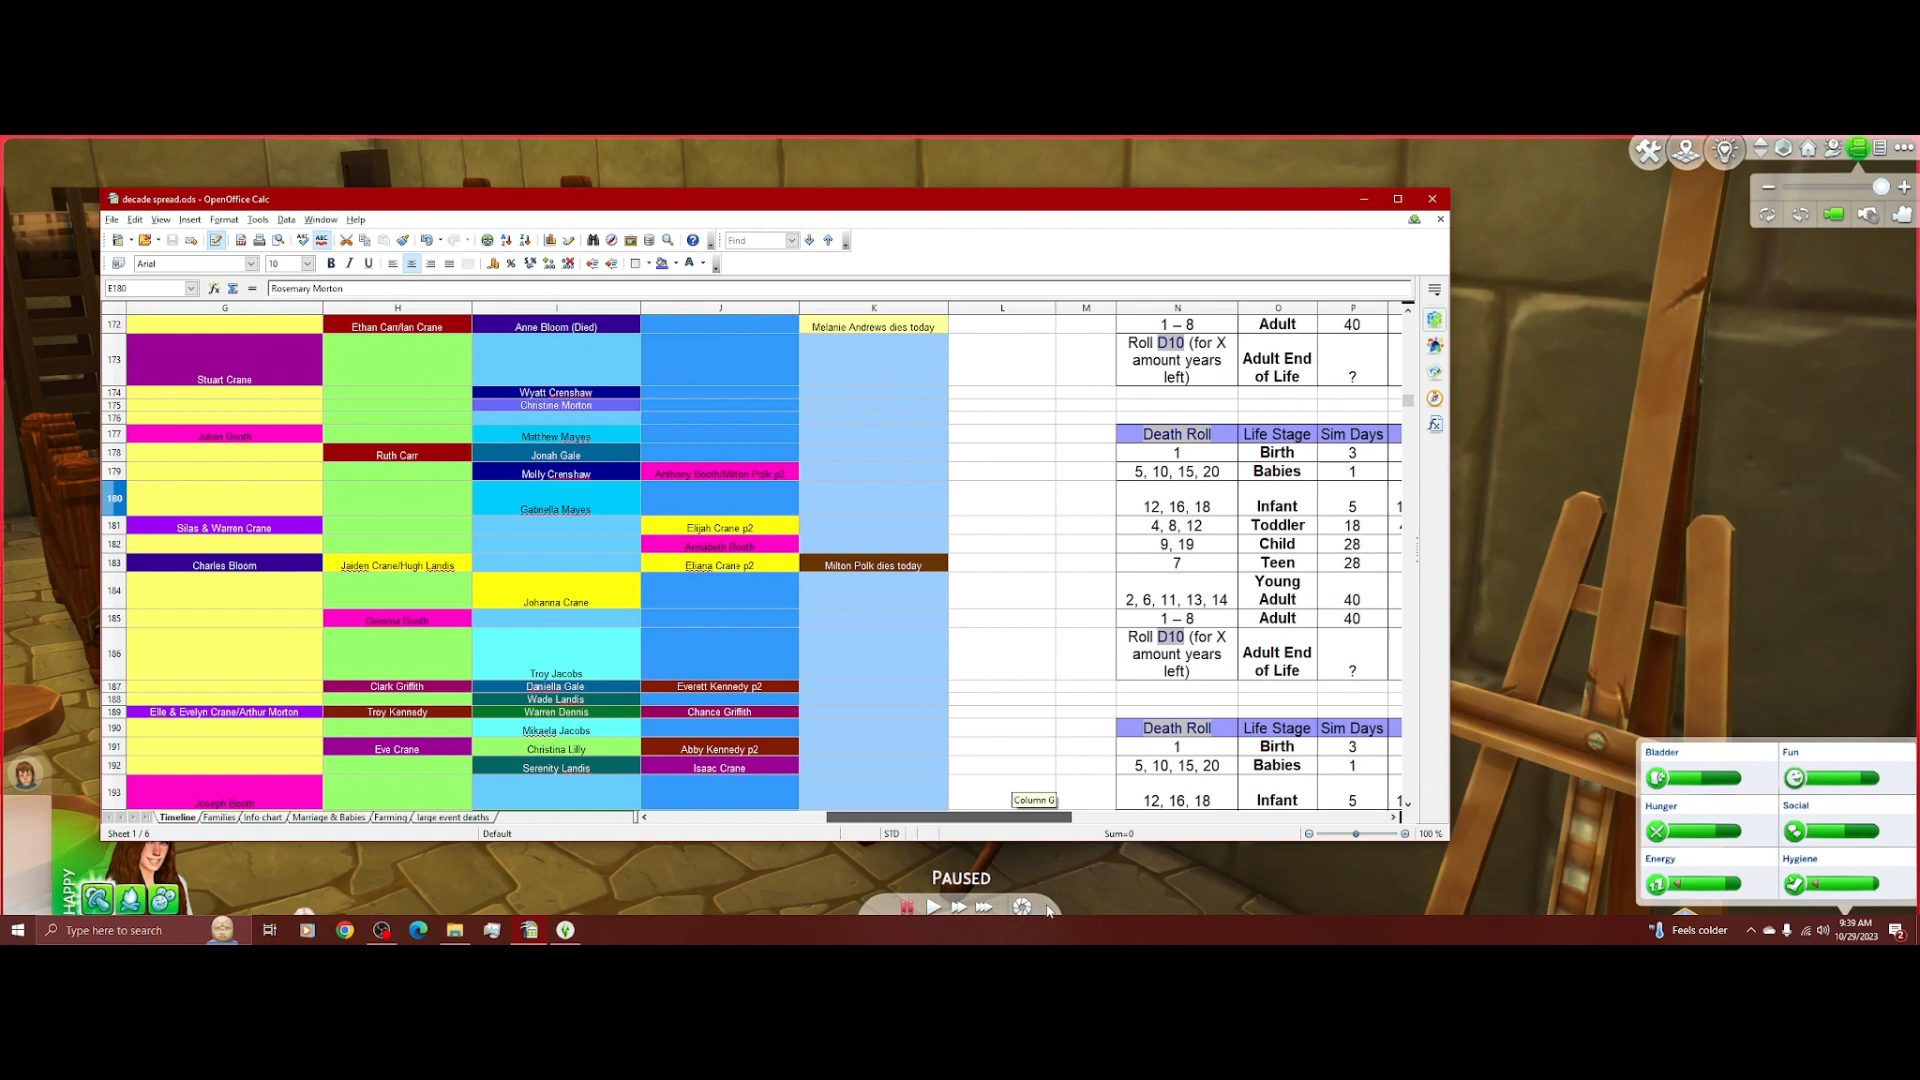 decade spread.ods - OpenOffice Calc
File Edit View Insert Format Tools Data Window Help
Find
Arial 10
E180 Rosemary Morton
G H I J K L M N O P
172 Ethan Carr/Ian Crane Anne Bloom (Died) Melanie Andrews dies today 1 – 8 Adult 40
173 Stuart Crane Roll D10 (for X amount years left) Adult End of Life ?
174 Wyatt Crenshaw
175 Christine Morton
176
177 Julian Booth Matthew Mayes Death Roll Life Stage Sim Days
178 Ruth Carr Jonah Gale 1 Birth 3
179 Molly Crenshaw Anthony Booth/Milton Polk p2 5, 10, 15, 20 Babies 1
180 Gabriella Mayes 12, 16, 18 Infant 5
181 Silas & Warren Crane Elijah Crane p2 4, 8, 12 Toddler 18
182 Annabeth Booth 9, 19 Child 28
183 Charles Bloom Jaiden Crane/Hugh Landis Eliana Crane p2 Milton Polk dies today 7 Teen 28
184 Johanna Crane 2, 6, 11, 13, 14 Young Adult 40
185 Gemma Booth 1 – 8 Adult 40
186 Troy Jacobs Roll D10 (for X amount years left) Adult End of Life ?
187 Clark Griffith Daniella Gale Everett Kennedy p2
188 Wade Landis
189 Elle & Evelyn Crane/Arthur Morton Troy Kennedy Warren Dennis Chance Griffith
190 Mikaela Jacobs Death Roll Life Stage Sim Days
191 Eve Crane Christina Lilly Abby Kennedy p2 1 Birth 3
192 Serenity Landis Isaac Crane 5, 10, 15, 20 Babies 1
193 Joseph Booth 12, 16, 18 Infant 5
Column G
Timeline Families Info chart Marriage & Babies Farming large event deaths
Sheet 1 / 6 Default STD Sum=0 100 %
Bladder Fun
Hunger Social
Energy Hygiene
HAPPY
PAUSED
Type here to search
Feels colder
9:39 AM
10/29/2023
2